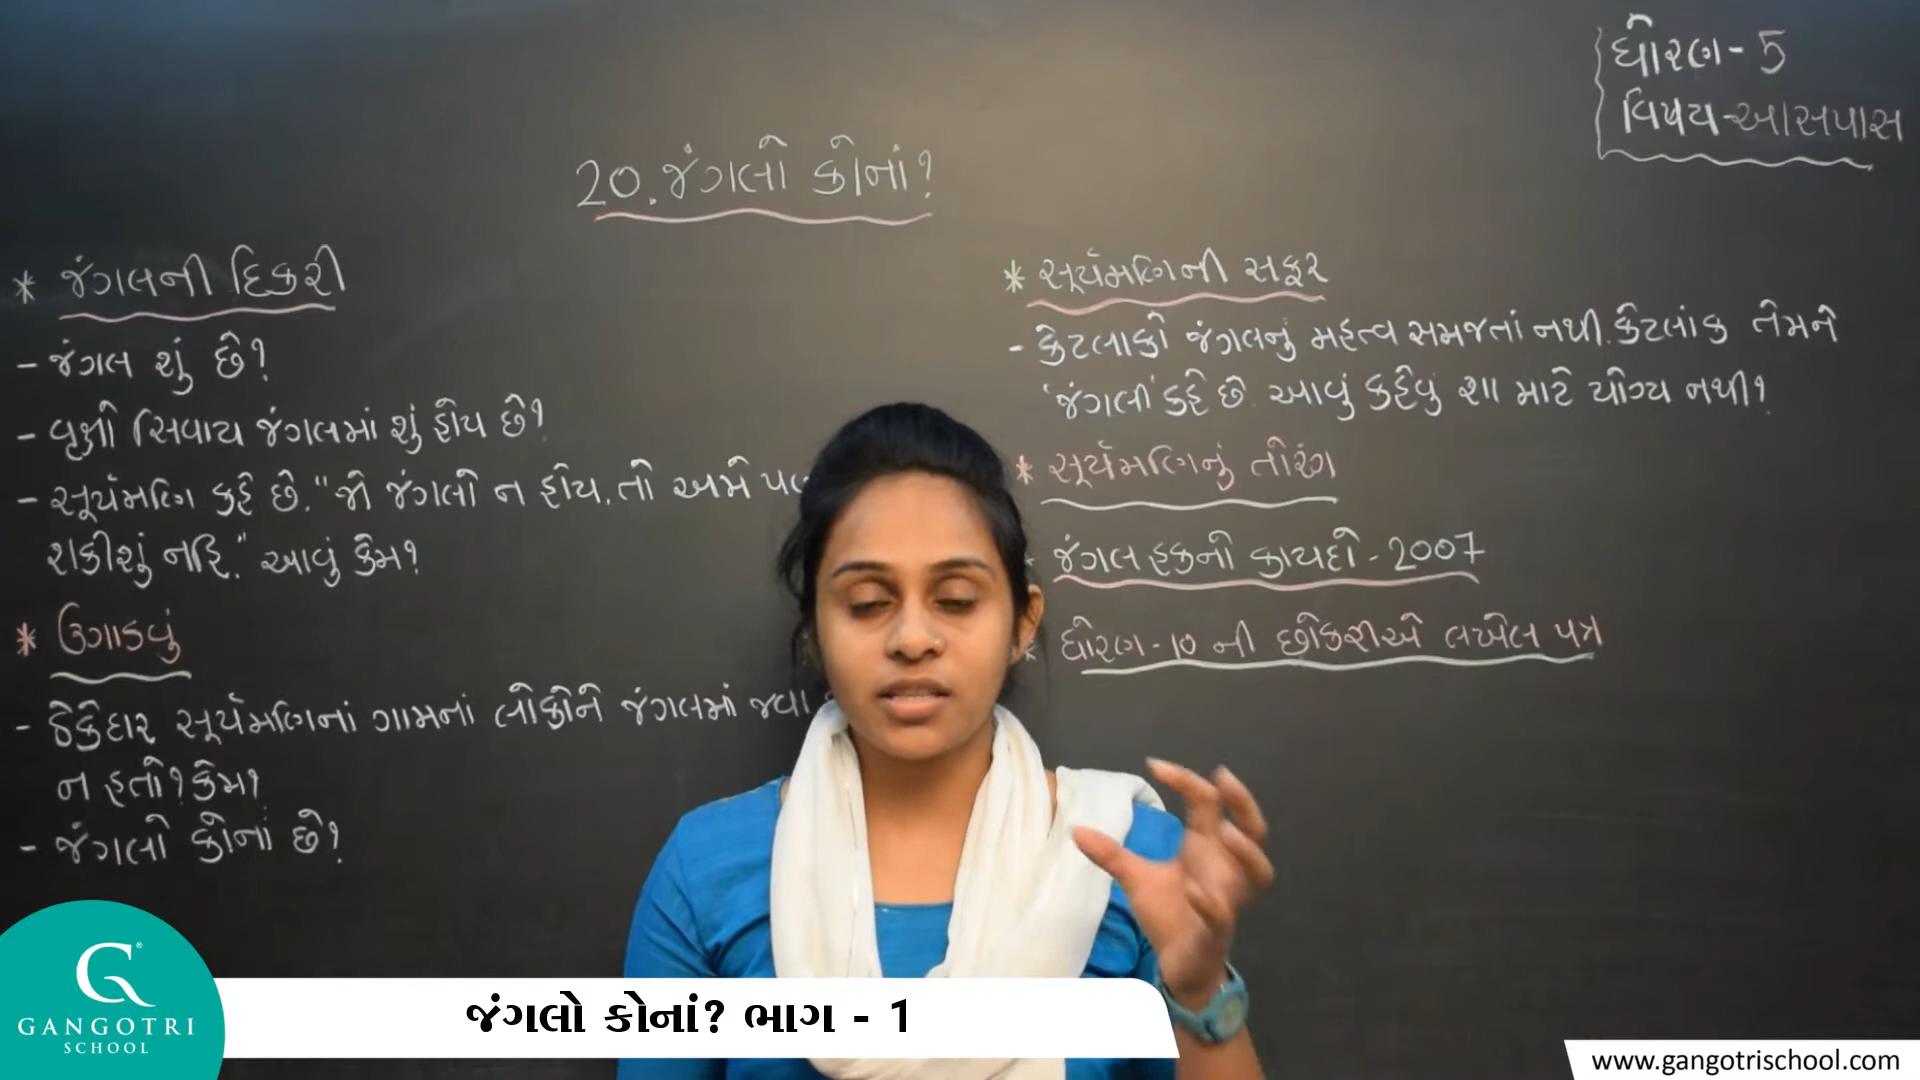 ધોરણ - 5
વિષય - આસપાસ
20. જંગલો કોનાં?
* જંગલની દિકરી
- જંગલ શું છે?
- વૃક્ષો સિવાય જંગલમાં શું હોય છે?
- સૂર્યમણિ કહે છે. "જો જંગલો ન હોય, તો અમે પણ
શકીશું નહિ." આવું કેમ?
* ઉગાડવું
- ઠેકેદાર સૂર્યમણિનાં ગામનાં લોકોને જંગલમાં જવા
ન હતો? કેમ?
- જંગલો કોનાં છે?
* સૂર્યમણિની સફર
- કેટલાકો જંગલનું મહત્વ સમજતાં નથી. કેટલાંક તેમને
'જંગલી' કહે છે. આવું કહેવું શા માટે યોગ્ય નથી?
* સૂર્યમણિનું તોરંગ
જંગલ હકનો કાયદો - 2007
* ધોરણ - 10 ની છોકરીએ લખેલ પત્ર
G
GANGOTRI
SCHOOL
જંગલો કોનાં? ભાગ - 1
www.gangotrischool.com